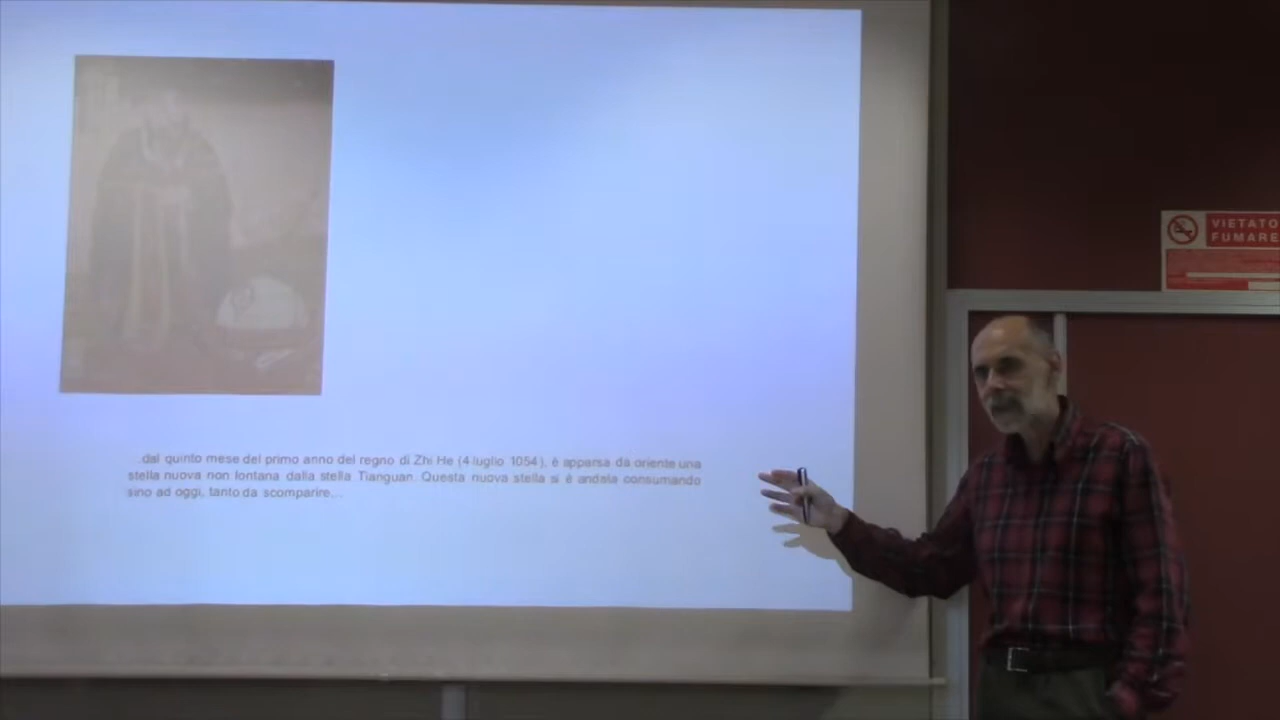 ..dal quinto mese del primo anno del regno di Zhi He (4 luglio 1054), è apparsa da oriente una
stella nuova non lontana dalla stella Tianguan. Questa nuova stella si è andata consumando
sino ad oggi, tanto da scomparire...
VIETATO
FUMARE